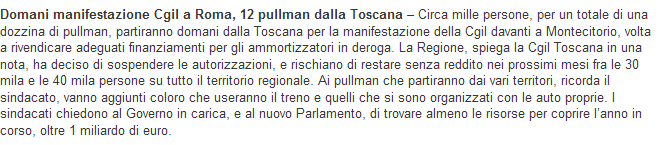 Domani manifestazione Cgil a Roma, 12 pullman dalla Toscana – Circa mille persone, per un totale di una
dozzina di pullman, partiranno domani dalla Toscana per la manifestazione della Cgil davanti a Montecitorio, volta
a rivendicare adeguati finanziamenti per gli ammortizzatori in deroga. La Regione, spiega la Cgil Toscana in una
nota, ha deciso di sospendere le autorizzazioni, e rischiano di restare senza reddito nei prossimi mesi fra le 30
mila e le 40 mila persone su tutto il territorio regionale. Ai pullman che partiranno dai vari territori, ricorda il
sindacato, vanno aggiunti coloro che useranno il treno e quelli che si sono organizzati con le auto proprie. I
sindacati chiedono al Governo in carica, e al nuovo Parlamento, di trovare almeno le risorse per coprire l'anno in
corso, oltre 1 miliardo di euro.